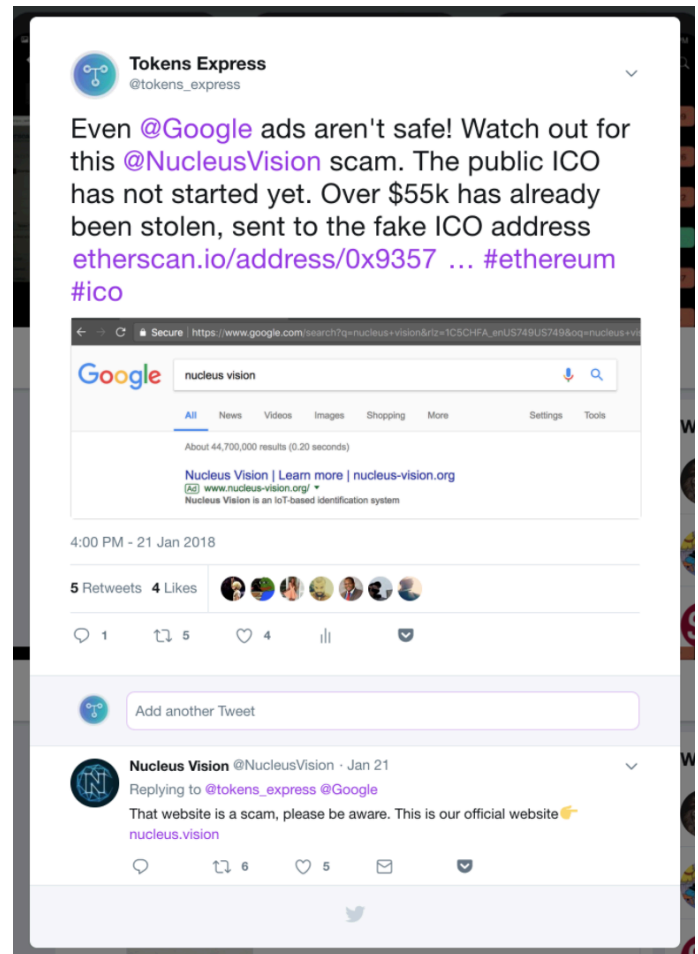 Tokens Express
@tokens_express
Even @Google ads aren't safe! Watch out for
this @NucleusVision scam. The public ICO
has not started yet. Over $55k has already
been stolen, sent to the fake ICO address
etherscan.io/address/0x9357 … #ethereum
#ico
Secure | https://www.google.com/search?q=nucleus+vision&rlz=1C5CHFA_enUS749US749&oq=nucleus+vi
Google nucleus vision
All News Videos Images Shopping More Settings Tools
About 44,700,000 results (0.20 seconds)
Nucleus Vision | Learn more | nucleus-vision.org
Ad www.nucleus-vision.org/
Nucleus Vision is an IoT-based identification system
4:00 PM - 21 Jan 2018
5 Retweets 4 Likes
1 5 4
Add another Tweet
Nucleus Vision @NucleusVision · Jan 21
Replying to @tokens_express @Google
That website is a scam, please be aware. This is our official website👉
nucleus.vision
6 5